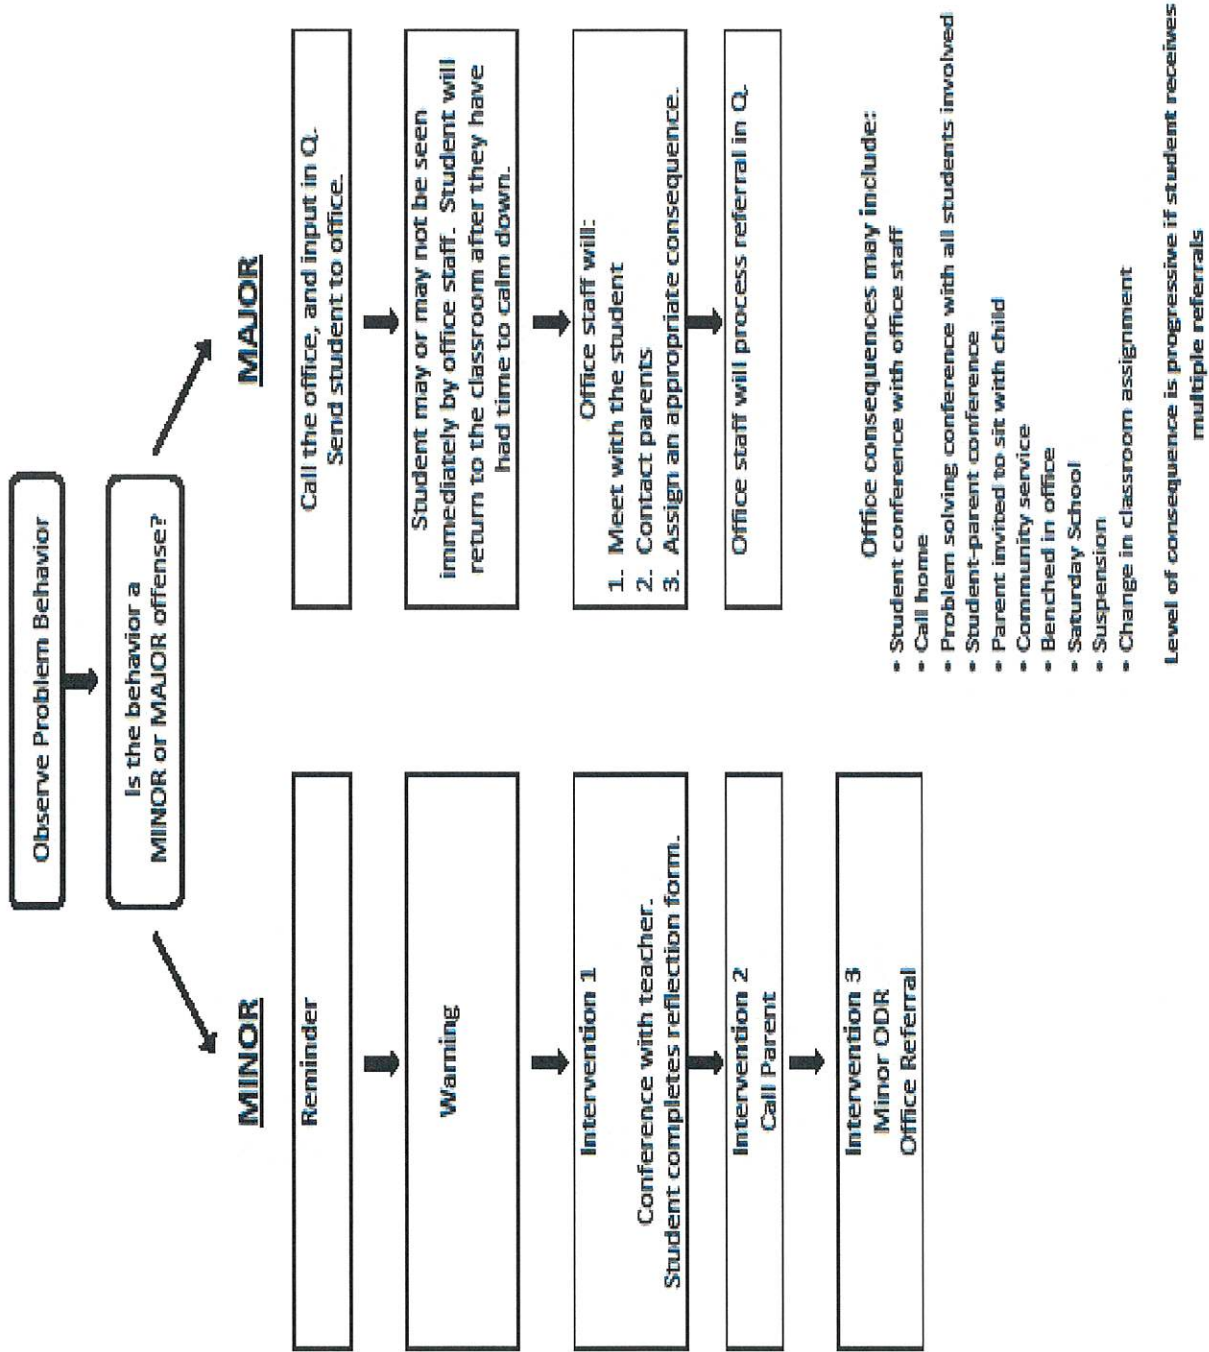 Observe Problem Behavior
Is the behavior a
MINOR or MAJOR offense?
MINOR
Reminder
Warning
Intervention 1
Conference with teacher.
Student completes reflection form.
Intervention 2
Call Parent
Intervention 3
Minor ODR
Office Referral
MAJOR
Call the office, and input in Q.
Send student to office.
Student may or may not be seen
immediately by office staff. Student will
return to the classroom after they have
had time to calm down.
Office staff will:
1. Meet with the student
2. Contact parents
3. Assign an appropriate consequence.
Office staff will process referral in Q.
Office consequences may include:
• Student conference with office staff
• Call home
• Problem solving conference with all students involved
• Student-parent conference
• Parent invited to sit with child
• Community service
• Benched in office
• Saturday School
• Suspension
• Change in classroom assignment
Level of consequence is progressive if student receives
multiple referrals